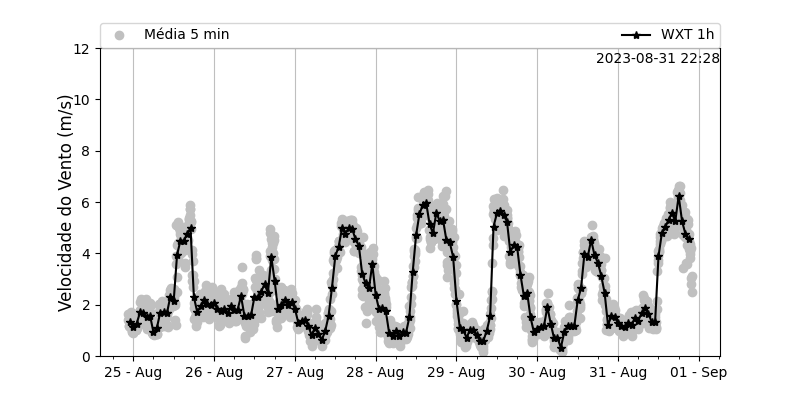 Média 5 min
WXT 1h
2023-08-31 22:28
Velocidade do Vento (m/s)
12
10
8
6
4
2
0
25 - Aug
26 - Aug
27 - Aug
28 - Aug
29 - Aug
30 - Aug
31 - Aug
01 - Sep